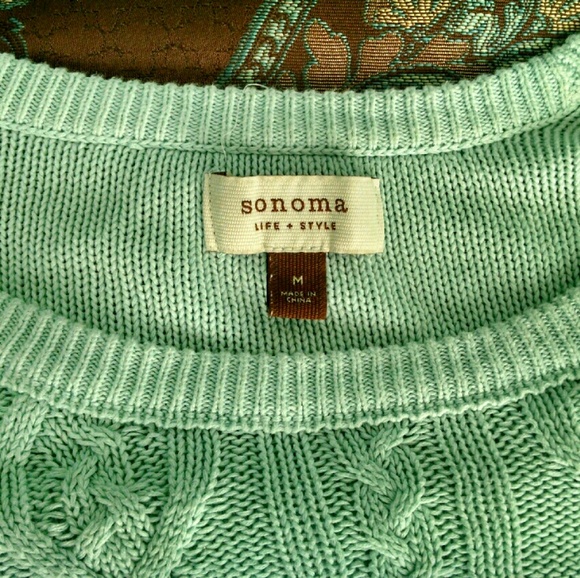 sonoma
LIFE + STYLE
M
MADE IN
CHINA